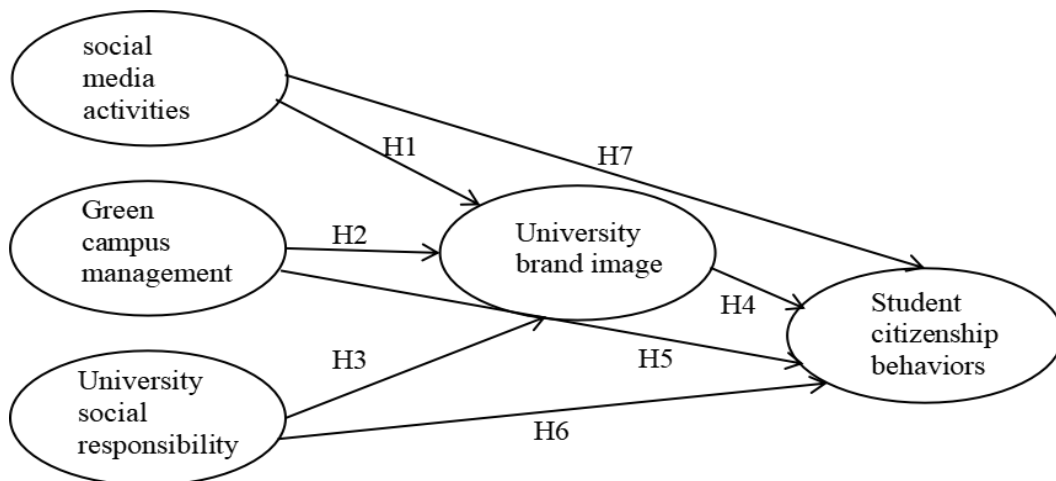 social
media
activities
H1
H7
Green
campus
management
H2
University
brand image
H4
Student
citizenship
behaviors
H3
H5
University
social
responsibility
H6